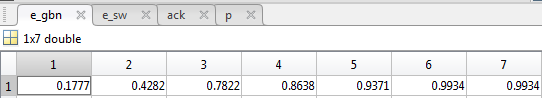 e_gbn e_sw ack p
1x7 double
1 2 3 4 5 6 7
1 0.1777 0.4282 0.7822 0.8638 0.9371 0.9934 0.9934